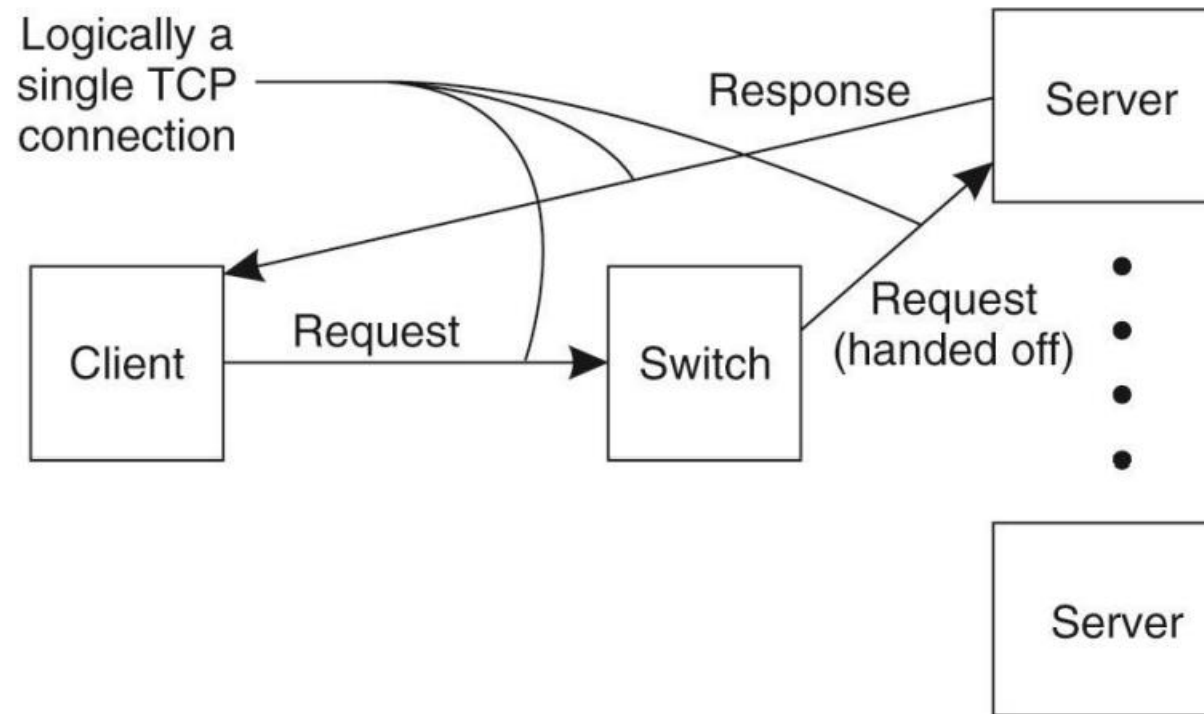 Logically a
single TCP
connection
Response
Server
Client
Request
Switch
Request
(handed off)
Server